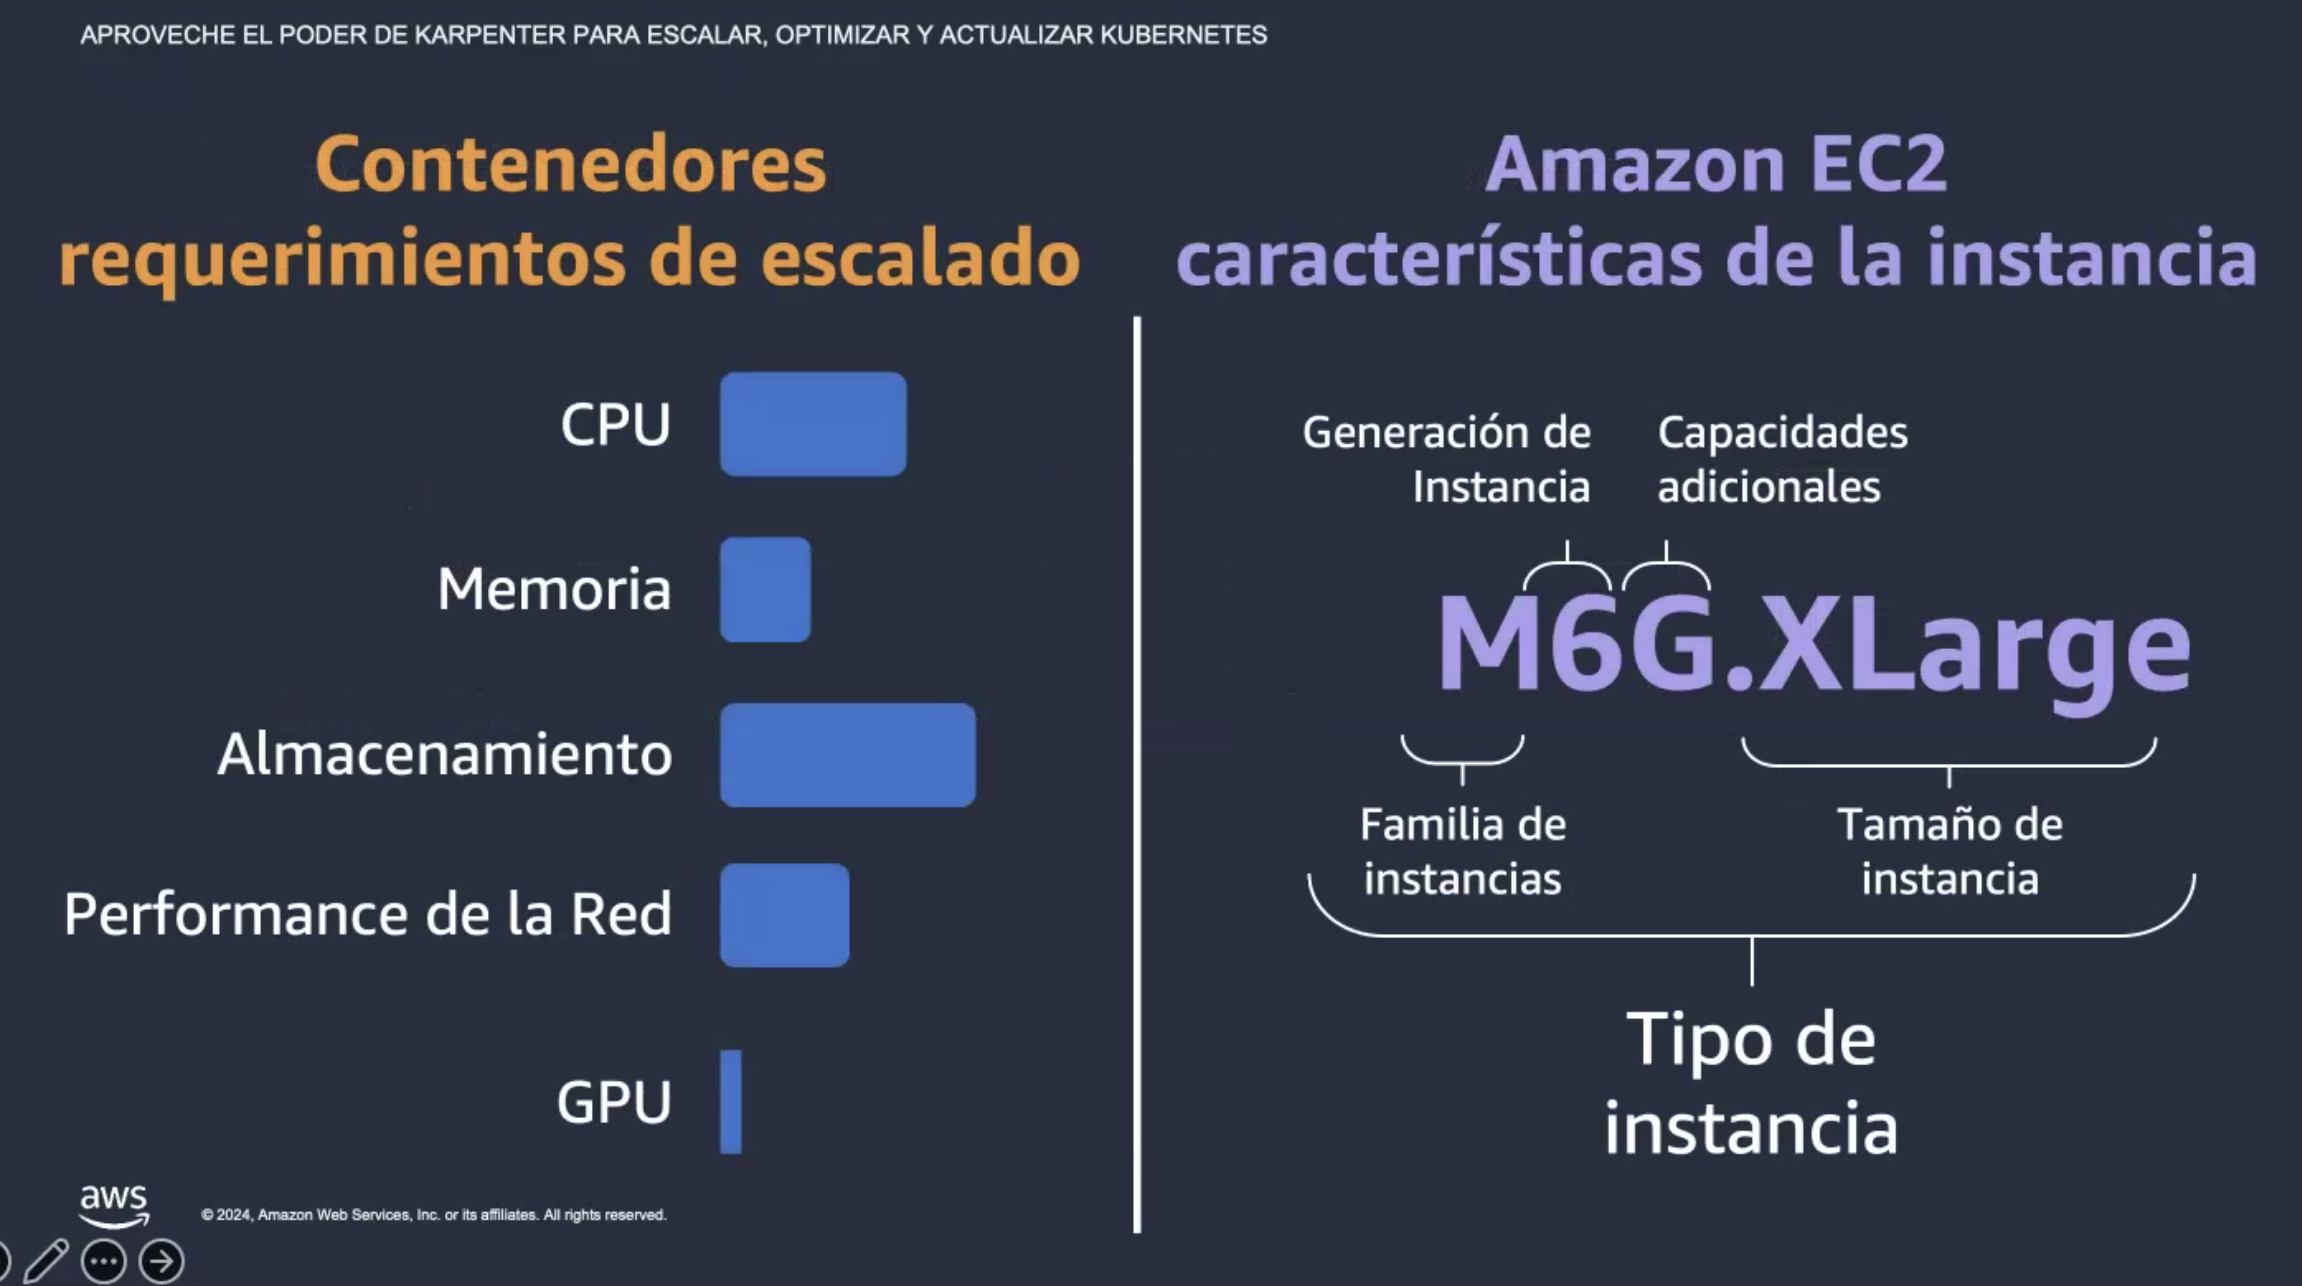 APROVECHE EL PODER DE KARPENTER PARA ESCALAR, OPTIMIZAR Y ACTUALIZAR KUBERNETES
Contenedores
requerimientos de escalado
CPU
Memoria
Almacenamiento
Performance de la Red
GPU
Amazon EC2
características de la instancia
Generación de
Instancia
Capacidades
adicionales
M6G.XLarge
Familia de
instancias
Tamaño de
instancia
Tipo de
instancia
aws
© 2024, Amazon Web Services, Inc. or its affiliates. All rights reserved.